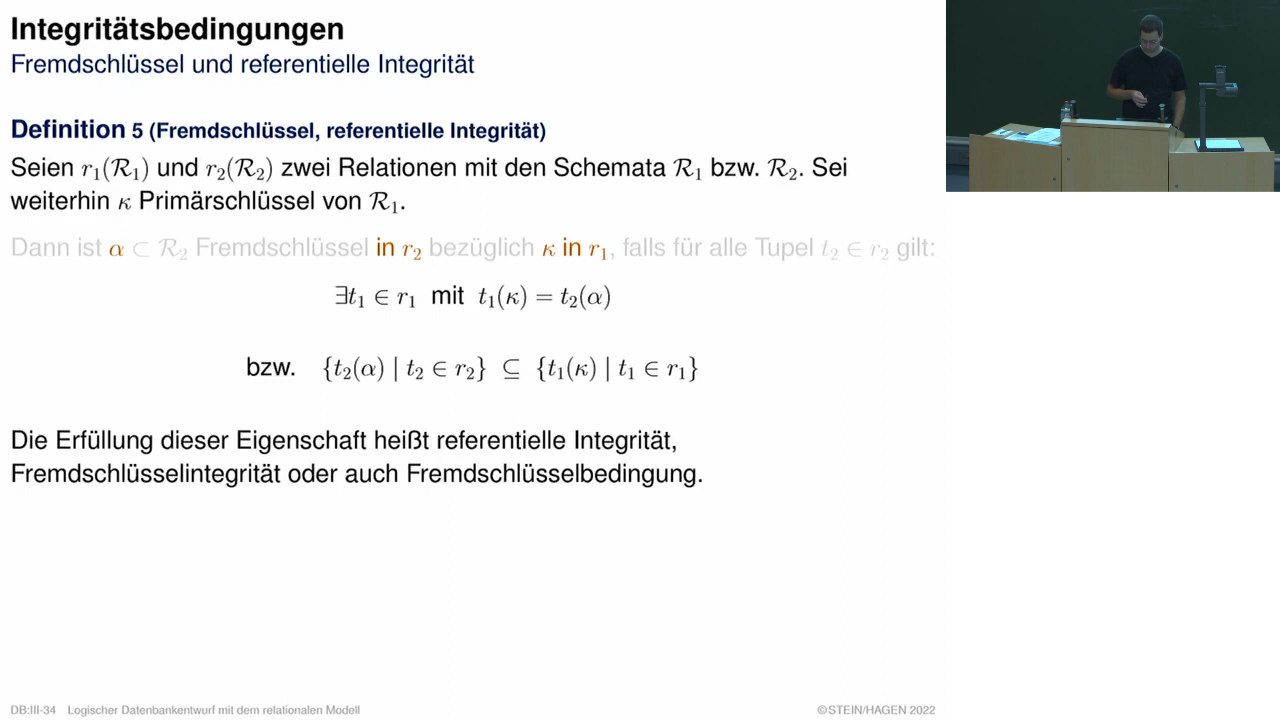 Integritätsbedingungen
Fremdschlüssel und referentielle Integrität
Definition 5 (Fremdschlüssel, referentielle Integrität)
Seien r₁(ℛ₁) und r₂(ℛ₂) zwei Relationen mit den Schemata ℛ₁ bzw. ℛ₂. Sei
weiterhin κ Primärschlüssel von ℛ₁.
Dann ist α ⊂ ℛ₂ Fremdschlüssel in r₂ bezüglich κ in r₁, falls für alle Tupel t₂ ∈ r₂ gilt:
∃t₁ ∈ r₁ mit t₁(κ) = t₂(α)
bzw. {t₂(α) | t₂ ∈ r₂} ⊆ {t₁(κ) | t₁ ∈ r₁}
Die Erfüllung dieser Eigenschaft heißt referentielle Integrität,
Fremdschlüsselintegrität oder auch Fremdschlüsselbedingung.
DB:III-34 Logischer Datenbankentwurf mit dem relationalen Modell
©STEIN/HAGEN 2022